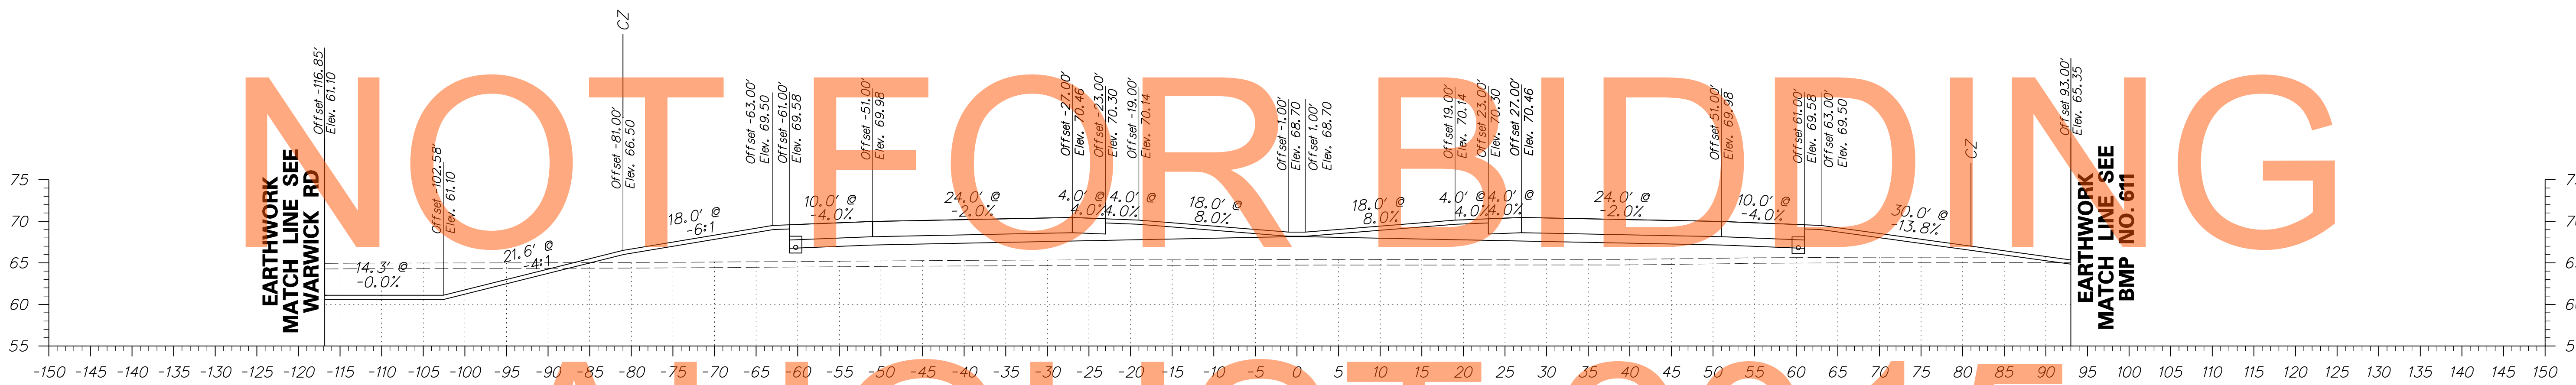 NOT FOR BIDDING
CZ
Offset -116.85'
Elev. 61.10
Offset -102.58'
Elev. 61.10
Offset -81.00'
Elev. 66.50
Offset -63.00'
Elev. 69.50
Offset -61.00'
Elev. 69.58
Offset -51.00'
Elev. 69.98
Offset -27.00'
Elev. 70.46
Offset -23.00'
Elev. 70.30
Offset -19.00'
Elev. 70.14
Offset -1.00'
Elev. 68.70
Offset 1.00'
Elev. 68.70
Offset 19.00'
Elev. 70.14
Offset 23.00'
Elev. 70.30
Offset 27.00'
Elev. 70.46
Offset 51.00'
Elev. 69.98
Offset 61.00'
Elev. 69.58
Offset 63.00'
Elev. 69.50
CZ
Offset 93.00'
Elev. 65.35
EARTHWORK
MATCH LINE SEE
WARWICK RD
EARTHWORK
MATCH LINE SEE
BMP NO. 611
14.3' @
-0.0%
21.6' @
-4:1
18.0' @
-6:1
10.0' @
-4.0%
24.0' @
-2.0%
4.0' @
4.0%
4.0' @
4.0%
18.0' @
8.0%
18.0' @
8.0%
4.0' @
4.0%
4.0' @
4.0%
24.0' @
-2.0%
10.0' @
-4.0%
30.0' @
-13.8%
75
70
65
60
55
-150 -145 -140 -135 -130 -125 -120 -115 -110 -105 -100 -95 -90 -85 -80 -75 -70 -65 -60 -55 -50 -45 -40 -35 -30 -25 -20 -15 -10 -5 0 5 10 15 20 25 30 35 40 45 50 55 60 65 70 75 80 85 90 95 100 105 110 115 120 125 130 135 140 145 150